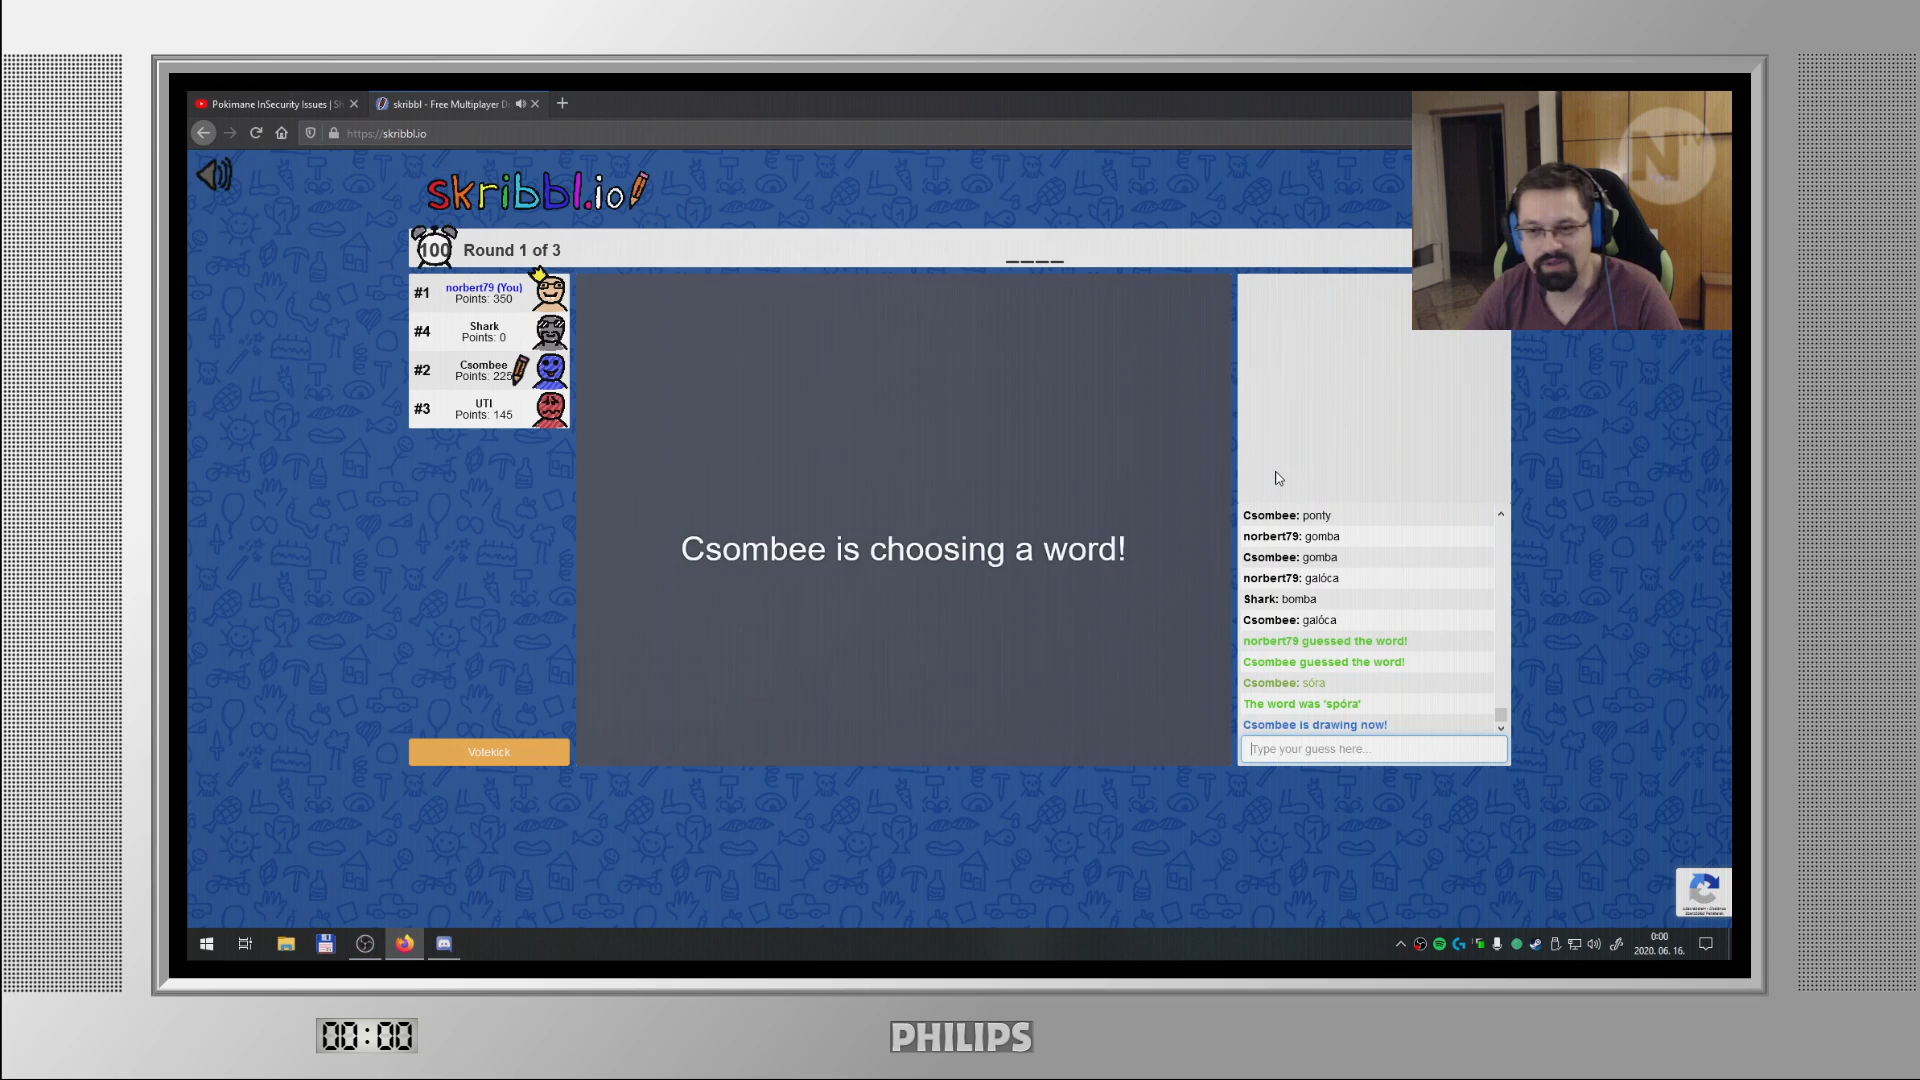 Pokimane InSecurity Issues | Sh
skribbl - Free Multiplayer D
https://skribbl.io
skribbl.io
100
Round 1 of 3
____
#1
norbert79 (You)
Points: 350
#4
Shark
Points: 0
#2
Csombee
Points: 225
#3
UTI
Points: 145
Votekick
Csombee is choosing a word!
Csombee: ponty
norbert79: gomba
Csombee: gomba
norbert79: galóca
Shark: bomba
Csombee: galóca
norbert79 guessed the word!
Csombee guessed the word!
Csombee: sóra
The word was 'spóra'
Csombee is drawing now!
Type your guess here...
N TV
0:00
2020. 06. 16.
00:00
PHILIPS